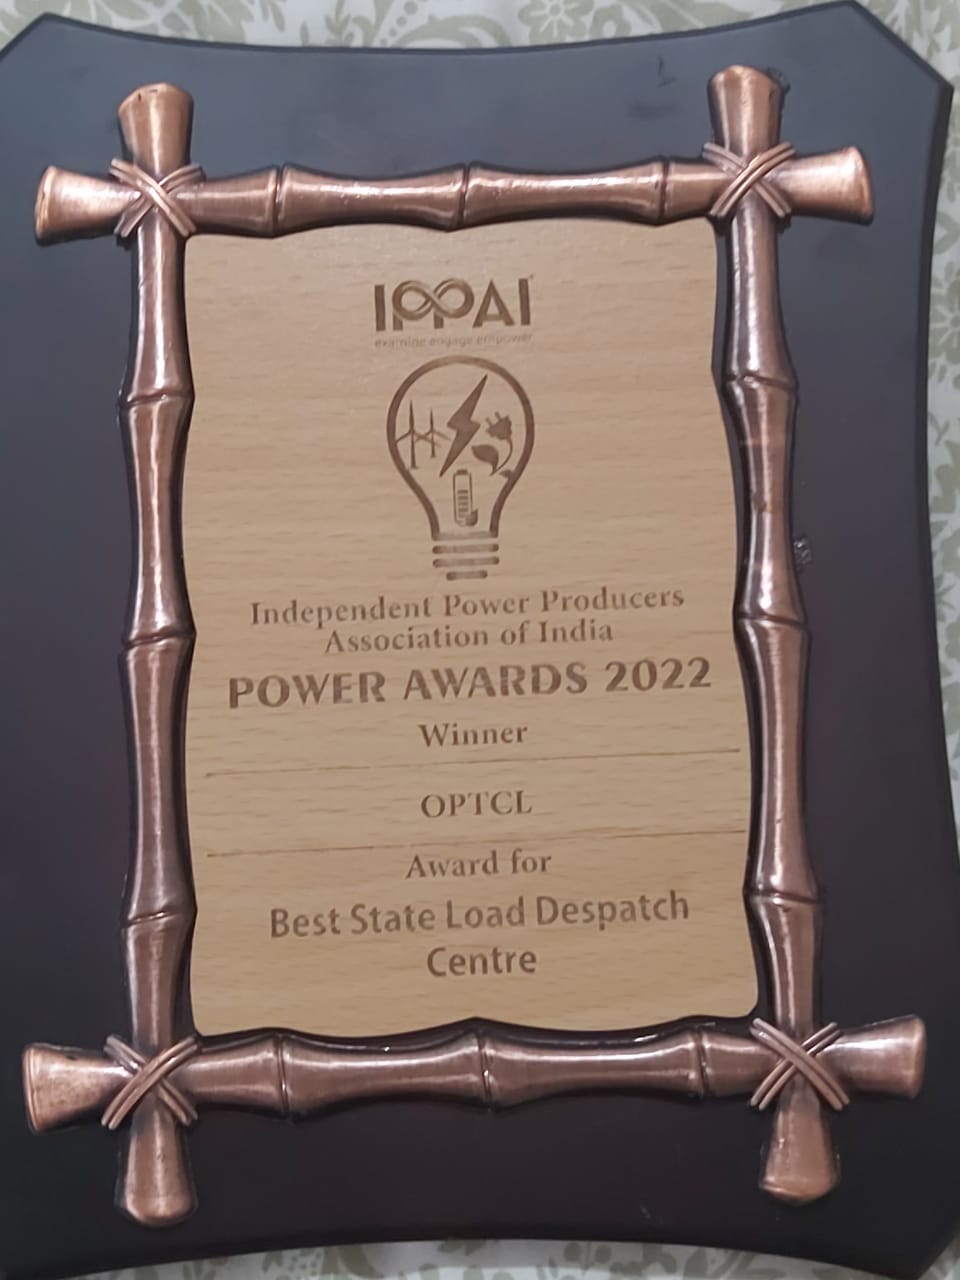 IPPAI
examine engage empower
Independent Power Producers
Association of India
POWER AWARDS 2022
Winner
OPTCL
Award for
Best State Load Despatch
Centre